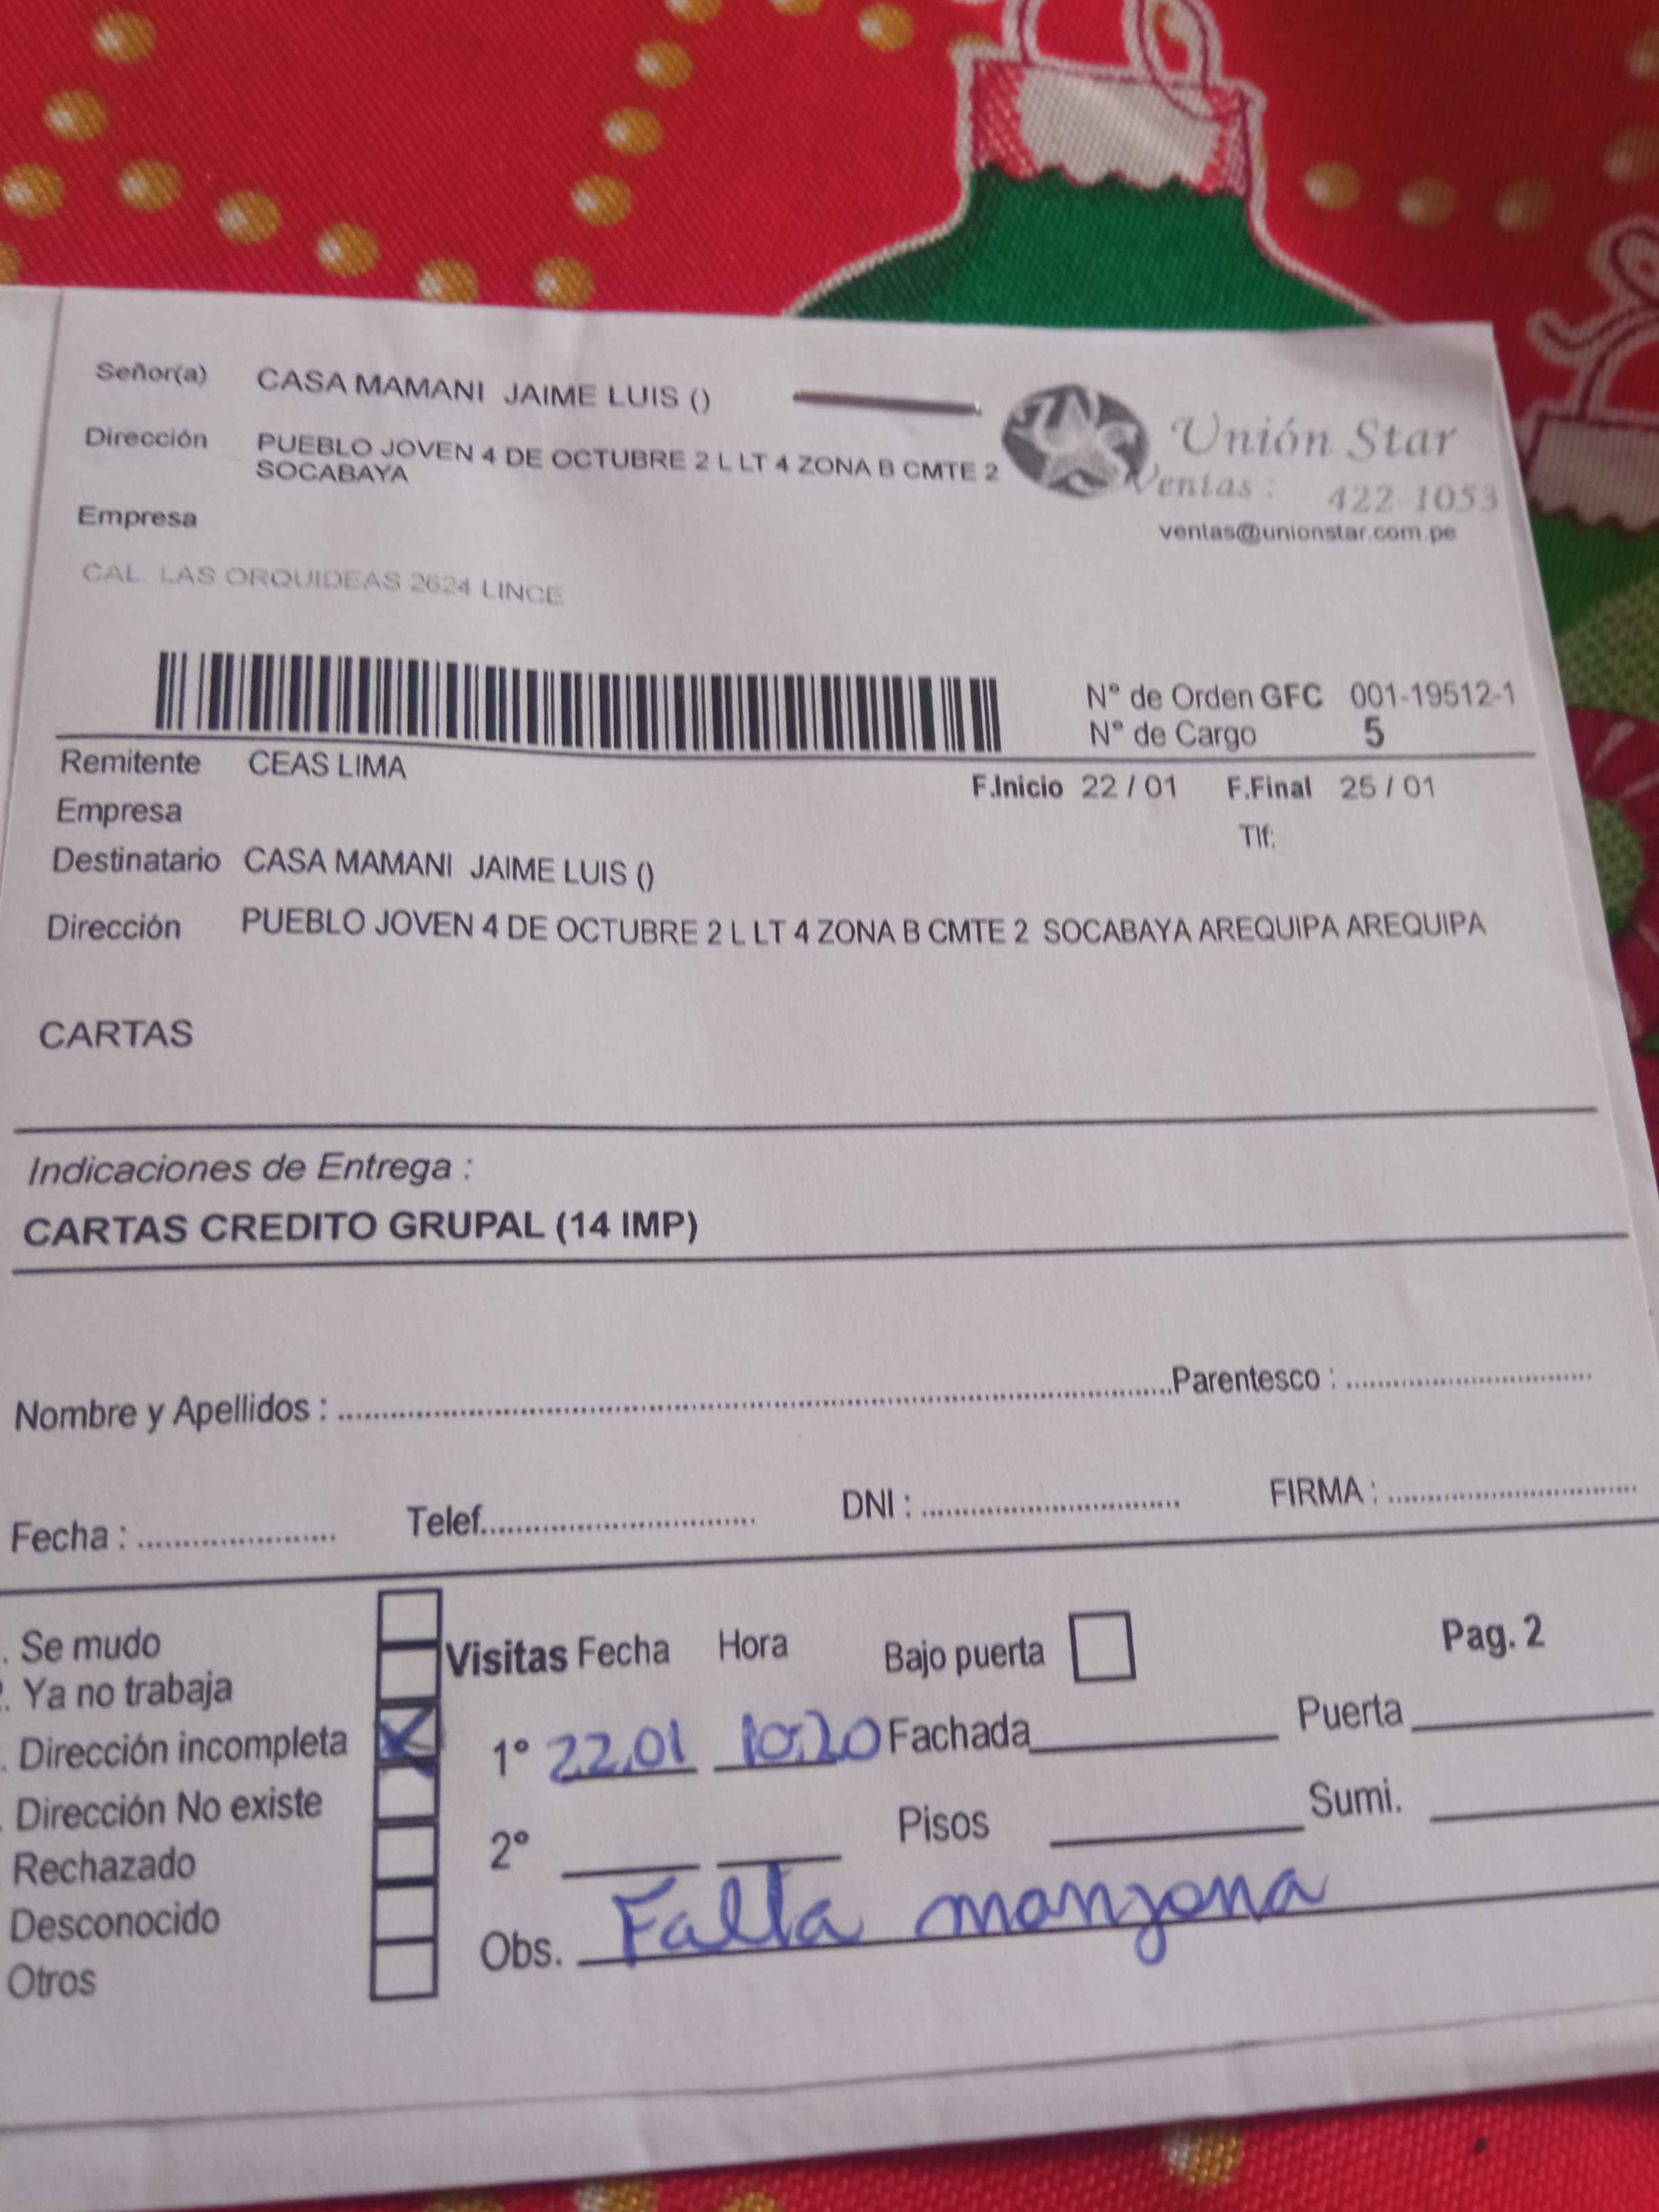 Señor(a) CASA MAMANI JAIME LUIS ()
Dirección PUEBLO JOVEN 4 DE OCTUBRE 2 L LT 4 ZONA B CMTE 2
SOCABAYA
Unión Star
Ventas : 422-1053
ventas@unionstar.com.pe
Empresa
CAL. LAS ORQUIDEAS 2624 LINCE
N° de Orden GFC 001-19512-1
N° de Cargo 5
Remitente CEAS LIMA
F.Inicio 22 / 01 F.Final 25 / 01
Empresa
Tlf:
Destinatario CASA MAMANI JAIME LUIS ()
Dirección PUEBLO JOVEN 4 DE OCTUBRE 2 L LT 4 ZONA B CMTE 2 SOCABAYA AREQUIPA AREQUIPA
CARTAS
Indicaciones de Entrega :
CARTAS CREDITO GRUPAL (14 IMP)
Nombre y Apellidos : Parentesco :
Fecha : Telef. DNI : FIRMA :
. Se mudo
. Ya no trabaja
. Dirección incompleta
. Dirección No existe
Rechazado
Desconocido
Otros
Visitas Fecha Hora Bajo puerta Pag. 2
1° 22.01 10:20 Fachada Puerta
2° Pisos Sumi.
Obs. Falta manzana